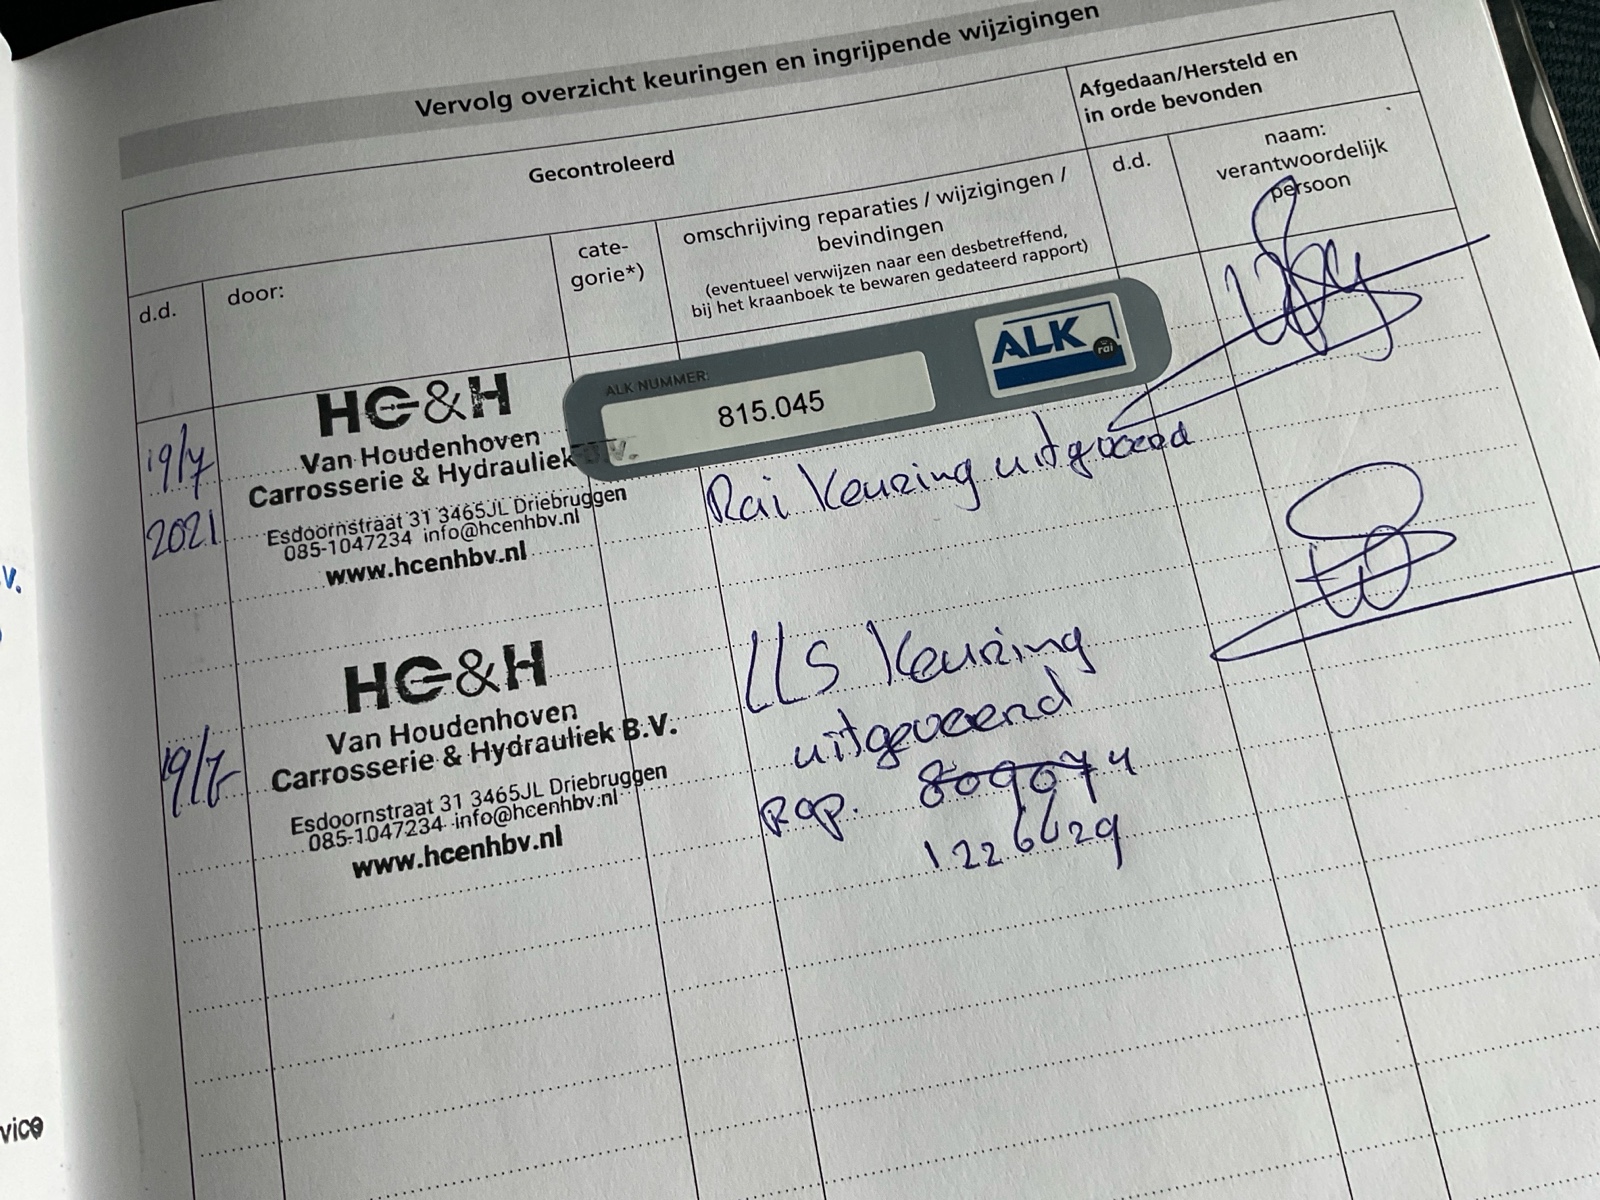 Vervolg overzicht keuringen en ingrijpende wijzigingen
Gecontroleerd
Afgedaan/Hersteld en
in orde bevonden
d.d.
door:
cate-
gorie*)
omschrijving reparaties / wijzigingen /
bevindingen
(eventueel verwijzen naar een desbetreffend,
bij het kraanboek te bewaren gedateerd rapport)
d.d.
naam:
verantwoordelijk
persoon
19/7
2021
HC&H
Van Houdenhoven
Carrosserie & Hydrauliek B.V.
Esdoornstraat 31 3465JL Driebruggen
085-1047234 info@hcenhbv.nl
www.hcenhbv.nl
ALK NUMMER:
815.045
ALK
rai
Rai Keuring uitgevoerd
19/7
HC&H
Van Houdenhoven
Carrosserie & Hydrauliek B.V.
Esdoornstraat 31 3465JL Driebruggen
085-1047234 info@hcenhbv.nl
www.hcenhbv.nl
LLS Keuring
uitgevoerd
Rap. 8090744
1226629
V.
vice